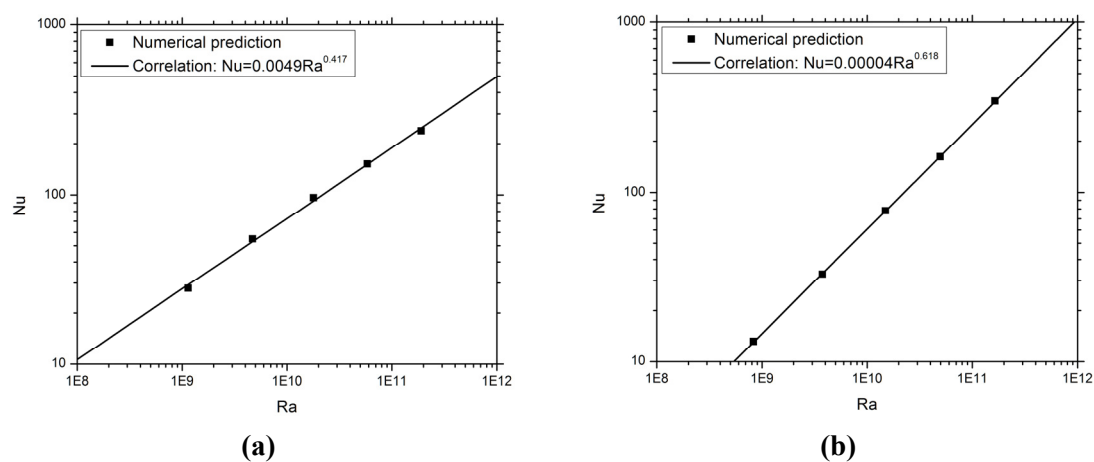 1000
Numerical prediction
Correlation: Nu=0.0049Ra^0.417
100
Nu
10
1E8 1E9 1E10 1E11 1E12
Ra
(a)
1000
Numerical prediction
Correlation: Nu=0.00004Ra^0.618
100
Nu
10
1E8 1E9 1E10 1E11 1E12
Ra
(b)